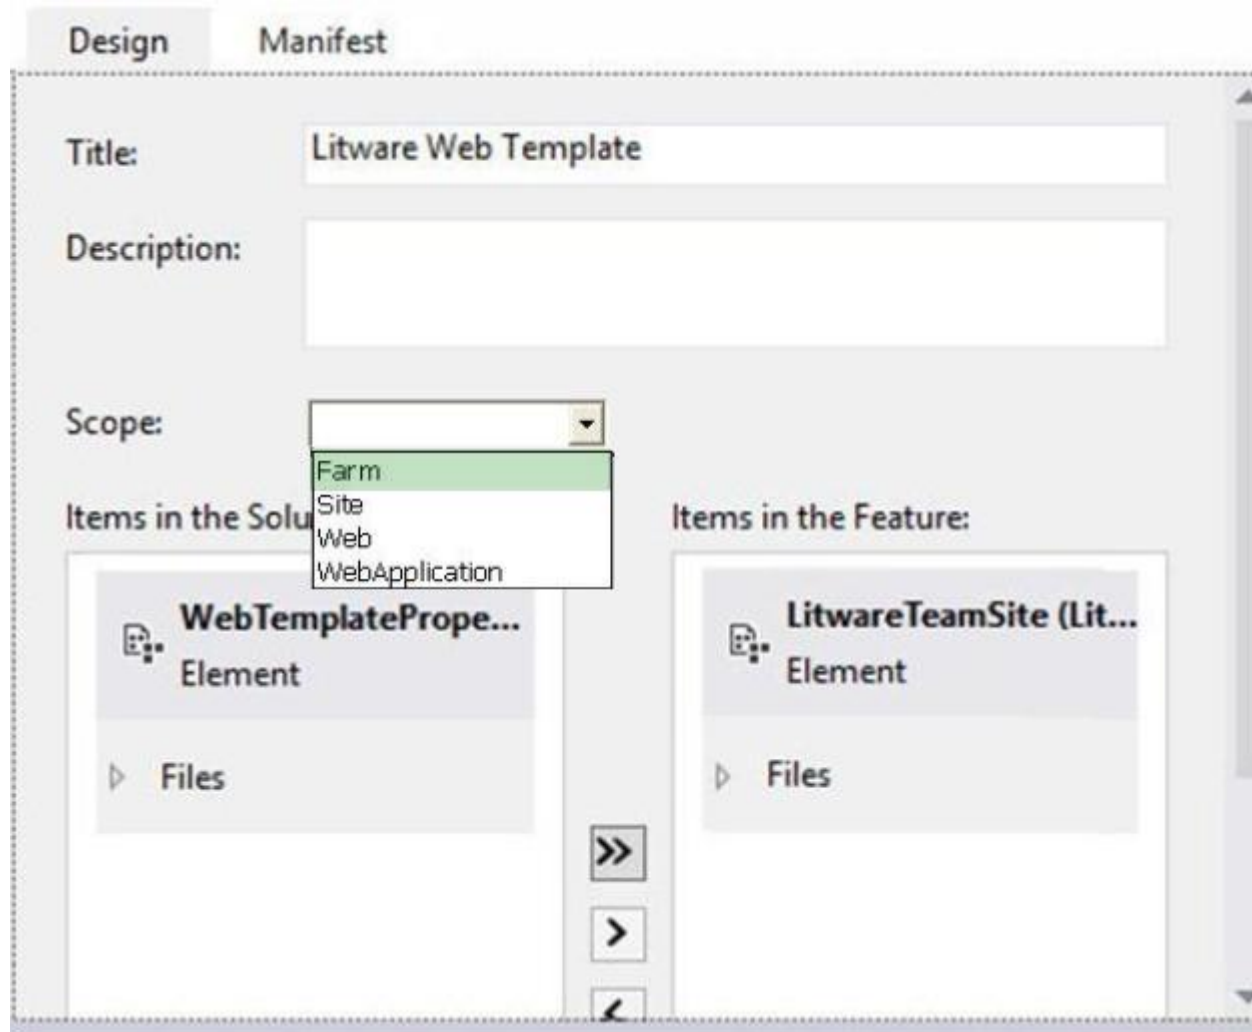 Design Manifest
Title: Litware Web Template
Description:
Scope:
Farm
Site
Web
WebApplication
Items in the Solu
Items in the Feature:
WebTemplatePrope...
Element
Files
LitwareTeamSite (Lit...
Element
Files
>>
>
<